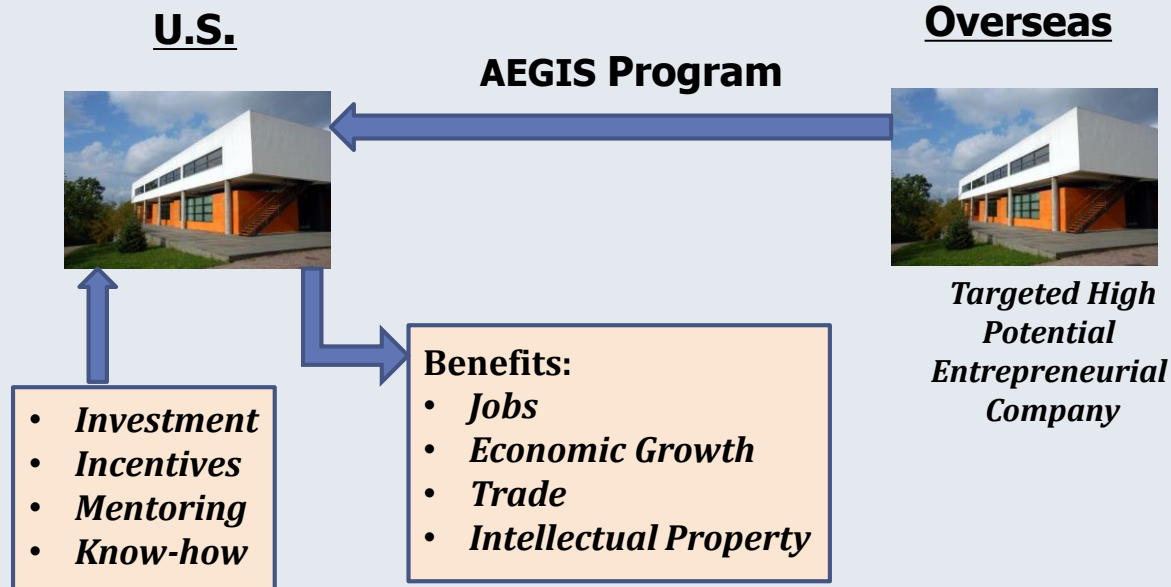 U.S.
Overseas
AEGIS Program
Targeted High
Potential
Entrepreneurial
Company
• Investment
• Incentives
• Mentoring
• Know-how
Benefits:
• Jobs
• Economic Growth
• Trade
• Intellectual Property